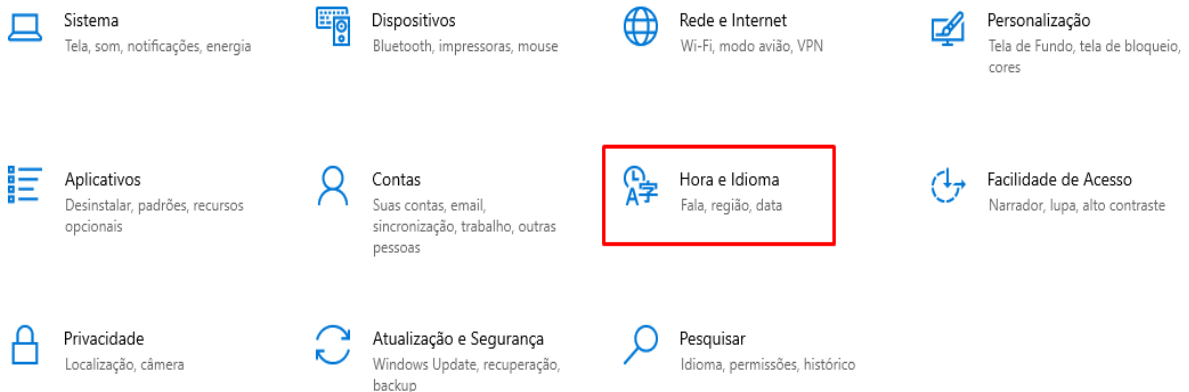 Sistema
Tela, som, notificações, energia
Dispositivos
Bluetooth, impressoras, mouse
Rede e Internet
Wi-Fi, modo avião, VPN
Personalização
Tela de Fundo, tela de bloqueio,
cores
Aplicativos
Desinstalar, padrões, recursos
opcionais
Contas
Suas contas, email,
sincronização, trabalho, outras
pessoas
Hora e Idioma
Fala, região, data
Facilidade de Acesso
Narrador, lupa, alto contraste
Privacidade
Localização, câmera
Atualização e Segurança
Windows Update, recuperação,
backup
Pesquisar
Idioma, permissões, histórico